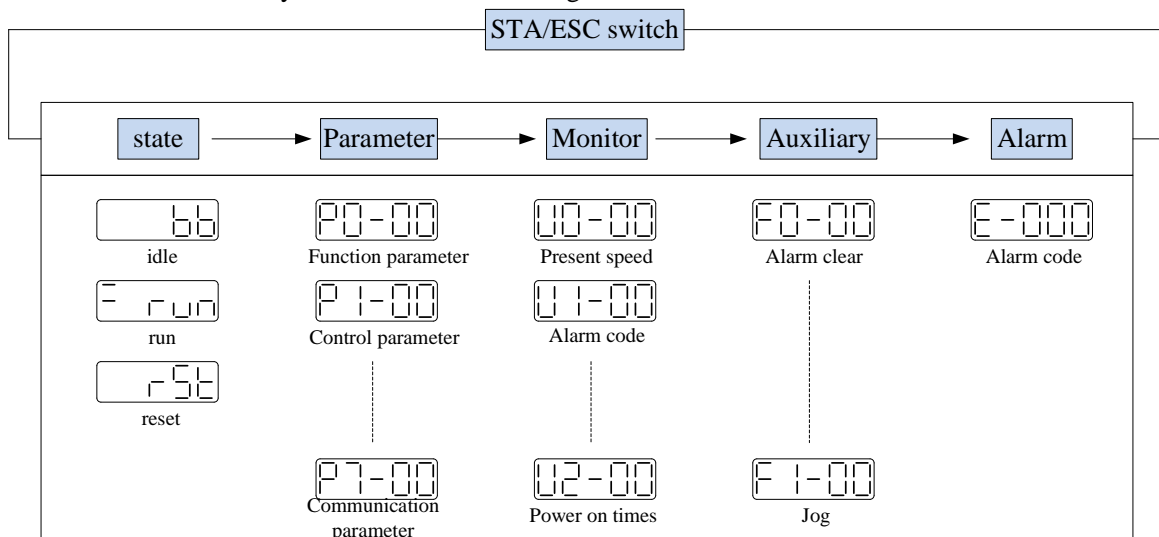 STA/ESC switch
state
Parameter
Monitor
Auxiliary
Alarm
bb
P0-00
U0-00
F0-00
E-000
idle
Function parameter
Present speed
Alarm clear
Alarm code
run
P1-00
U1-00
run
Control parameter
Alarm code
rSt
reset
P7-00
U2-00
F1-00
Communication
parameter
Power on times
Jog